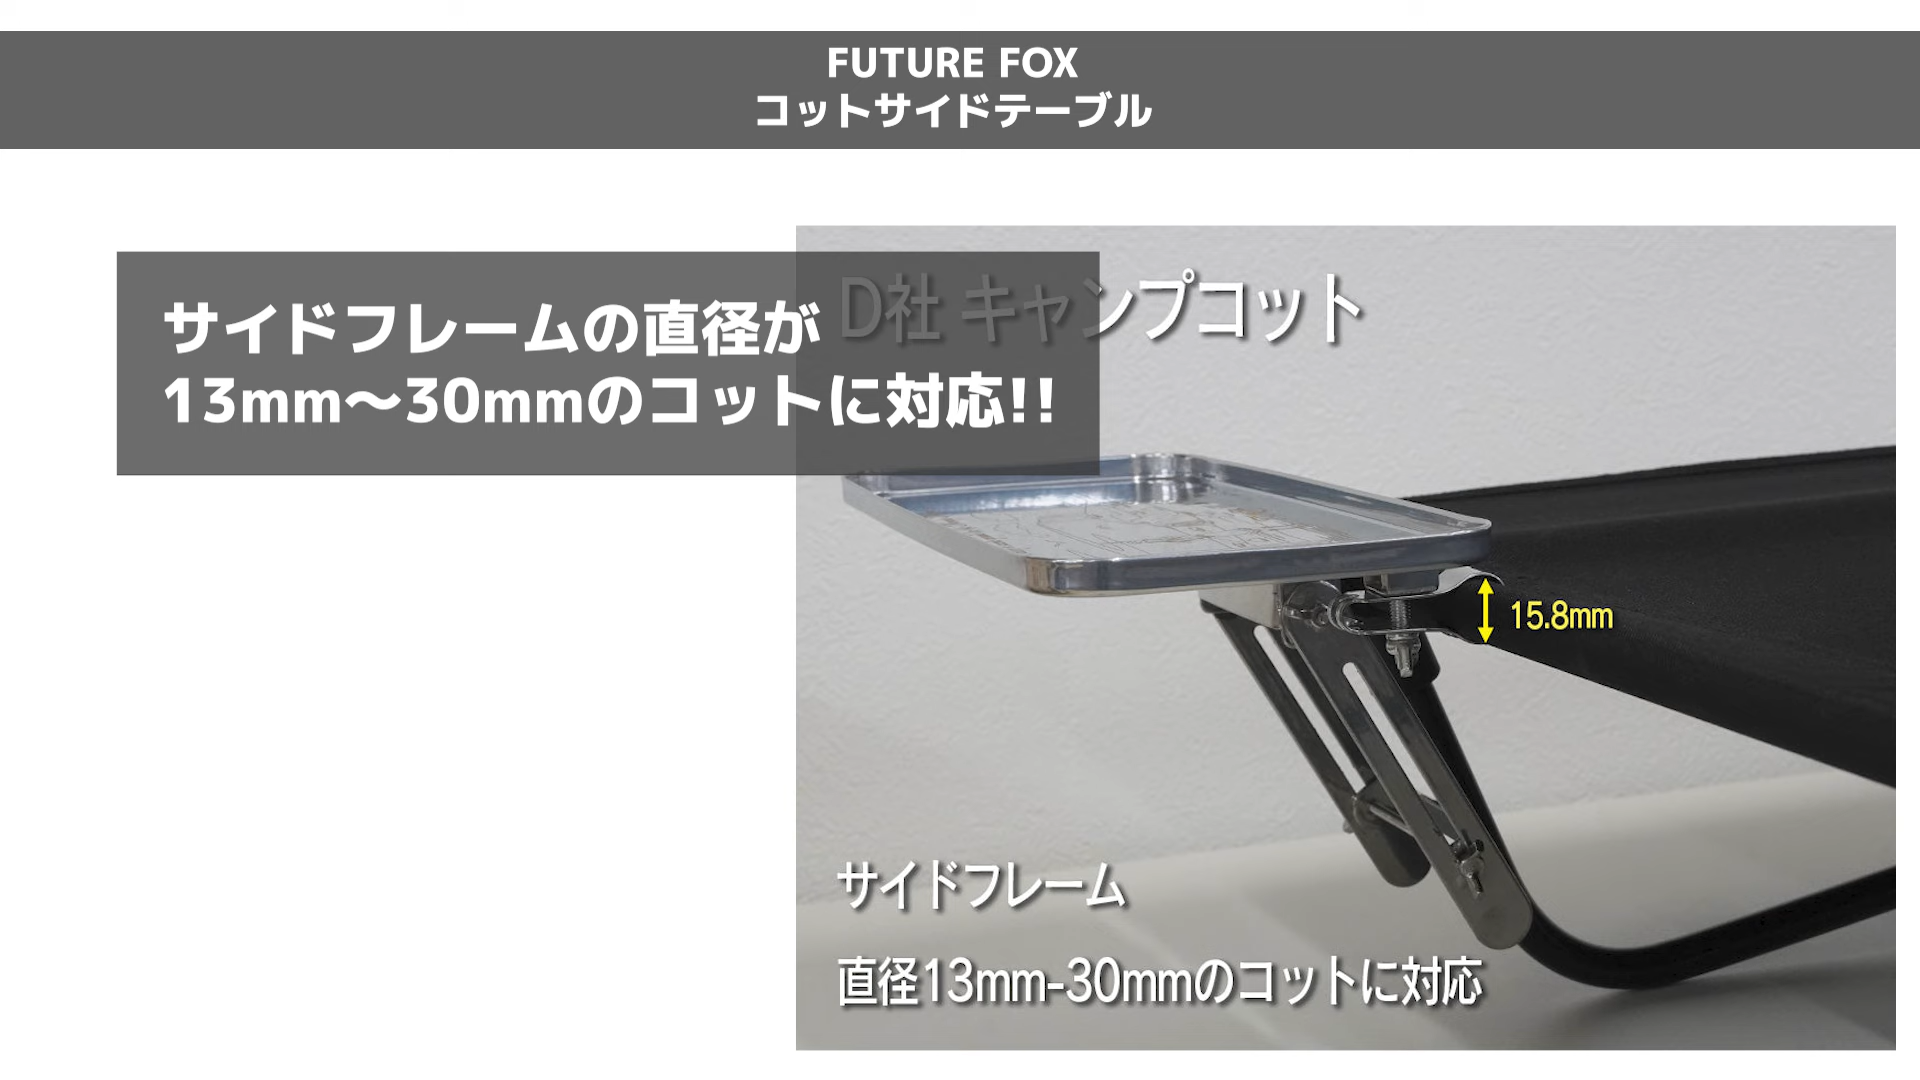 FUTURE FOX
コットサイドテーブル
サイドフレームの直径が
13mm〜30mmのコットに対応!!
D社 キャンプコット
15.8mm
サイドフレーム
直径13mm-30mmのコットに対応